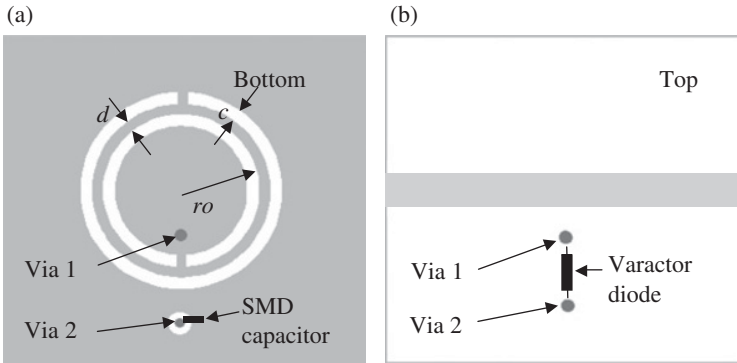 (a)
Bottom
d
c
ro
Via 1
Via 2
SMD
capacitor
(b)
Top
Via 1
Varactor
diode
Via 2